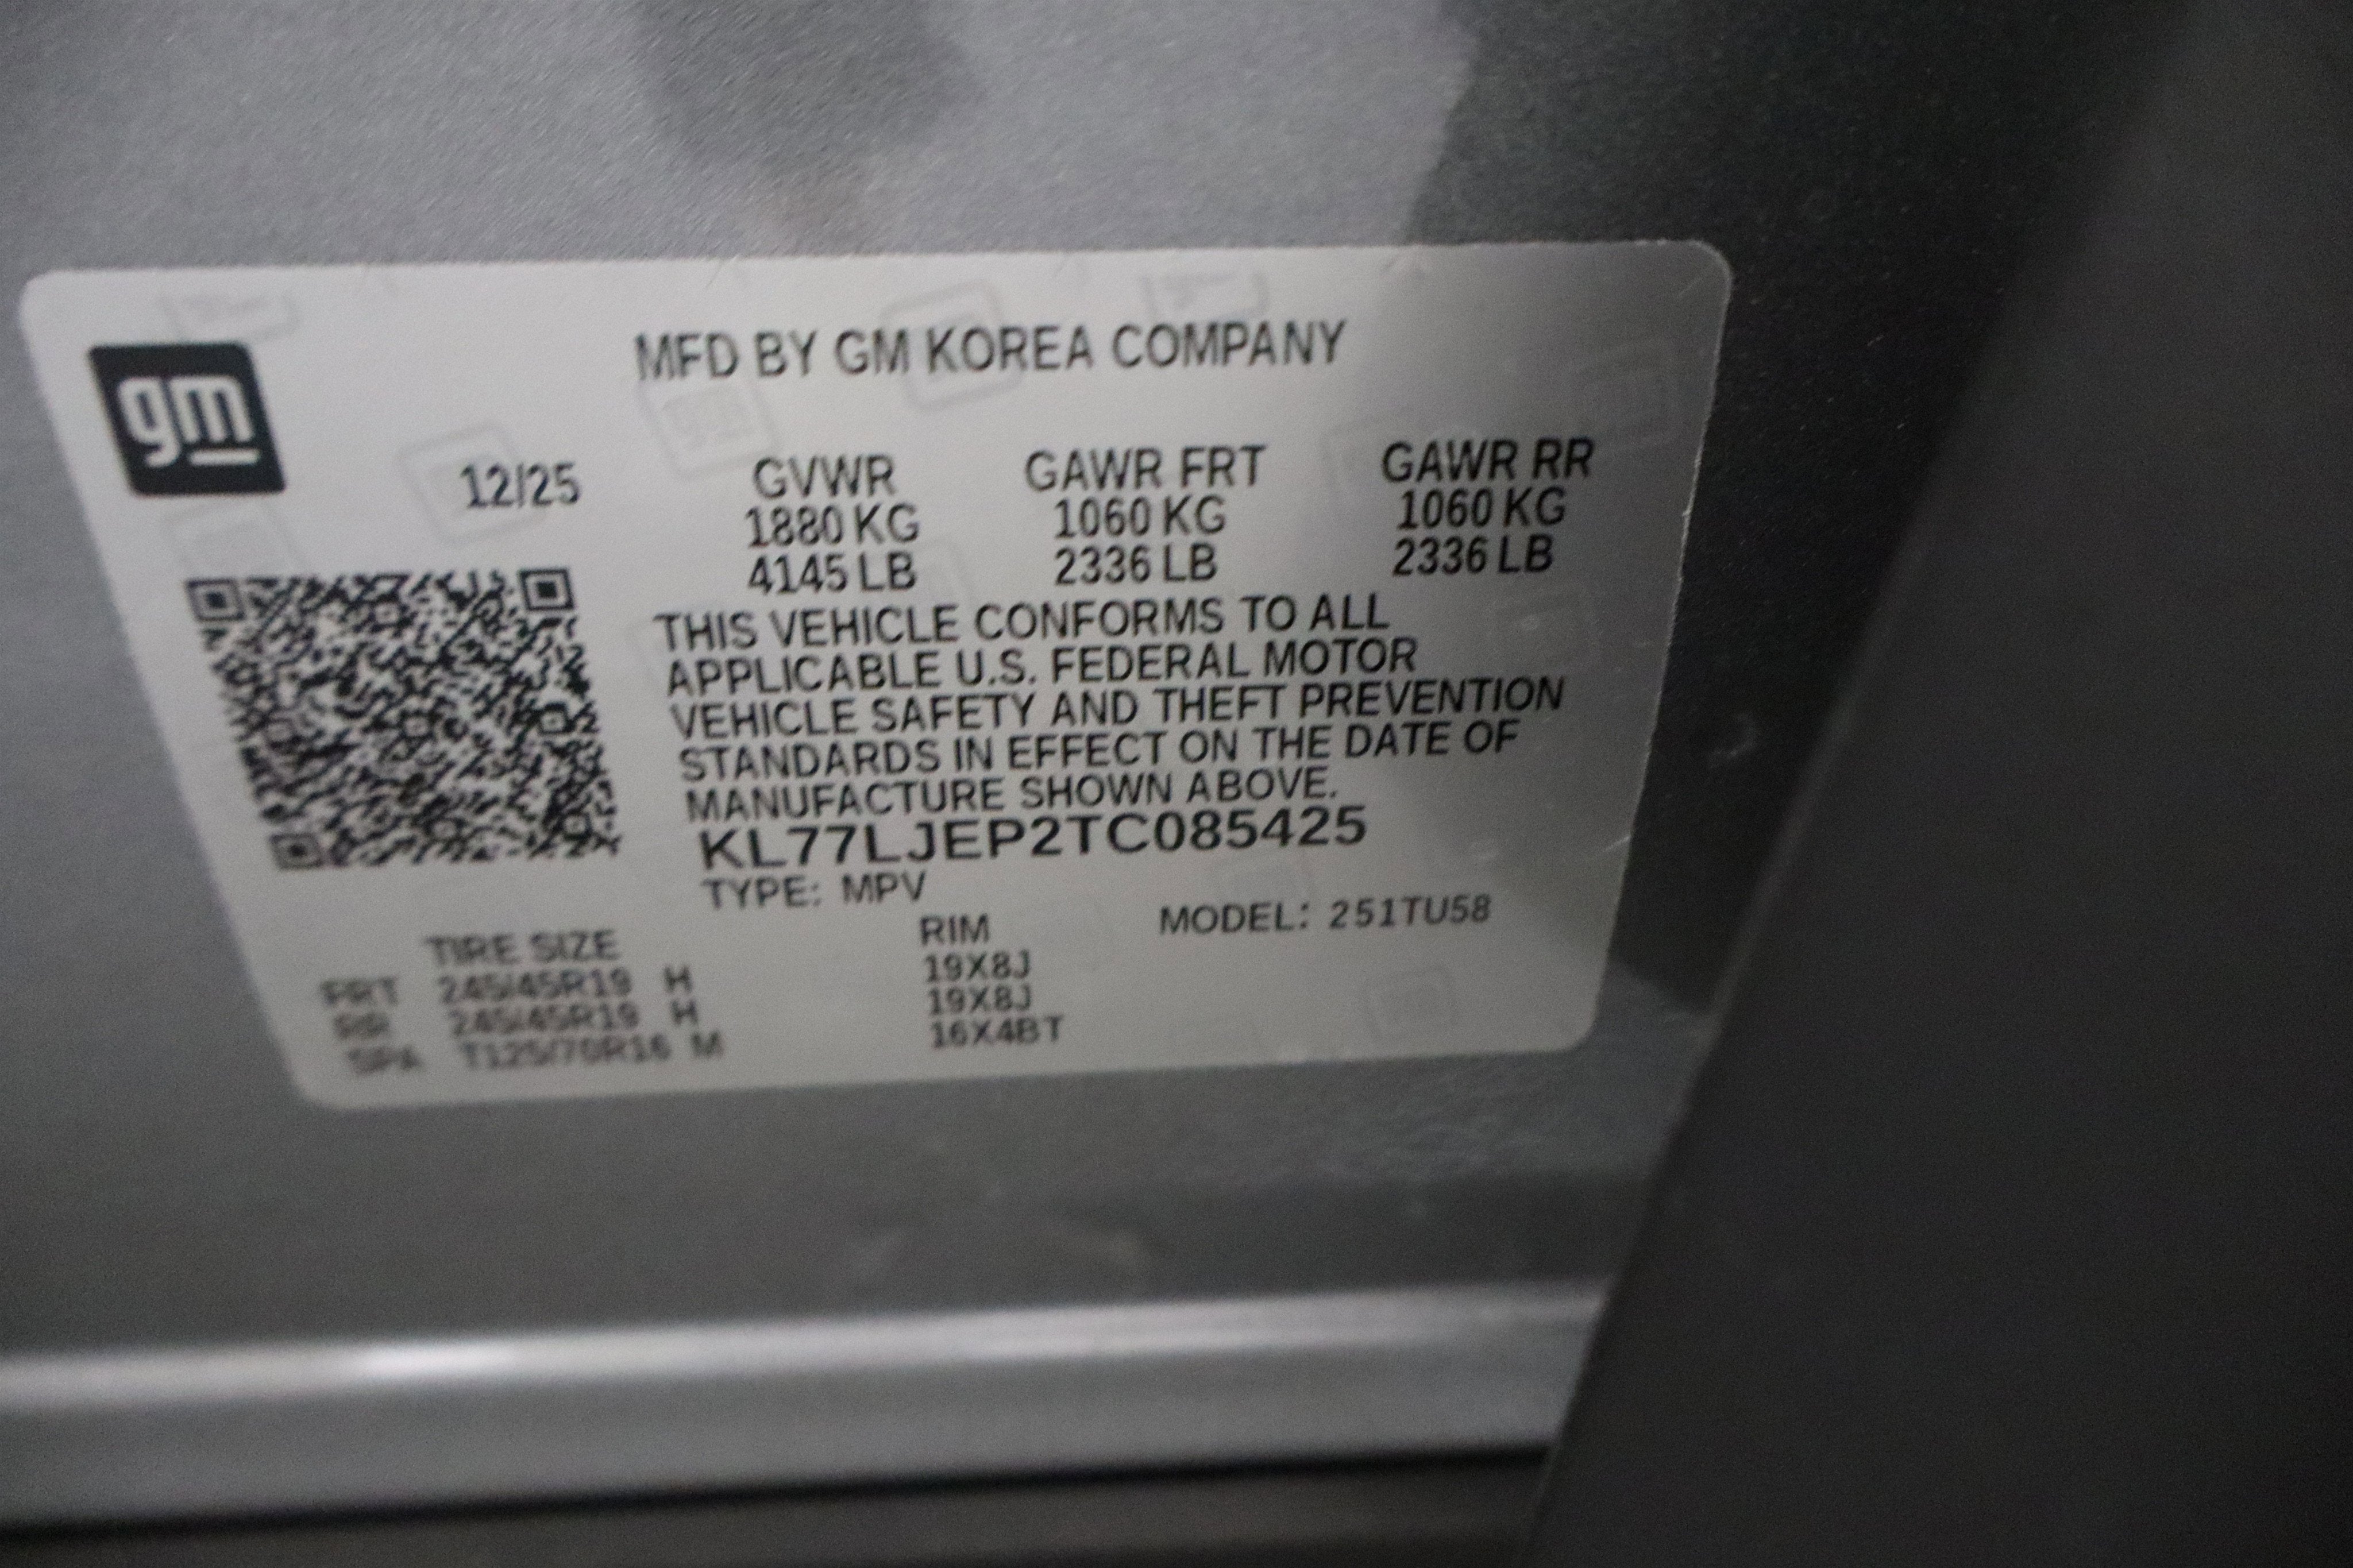 gm
MFD BY GM KOREA COMPANY
12/25
GVWR GAWR FRT GAWR RR
1880 KG 1060 KG 1060 KG
4145 LB 2336 LB 2336 LB
THIS VEHICLE CONFORMS TO ALL
APPLICABLE U.S. FEDERAL MOTOR
VEHICLE SAFETY AND THEFT PREVENTION
STANDARDS IN EFFECT ON THE DATE OF
MANUFACTURE SHOWN ABOVE.
KL77LJEP2TC085425
TYPE: MPV MODEL: 251TU58
TIRE SIZE RIM
FRT 245/45R19 H 19X8J
RR 245/45R19 H 19X8J
SPA T125/70R16 M 16X4BT